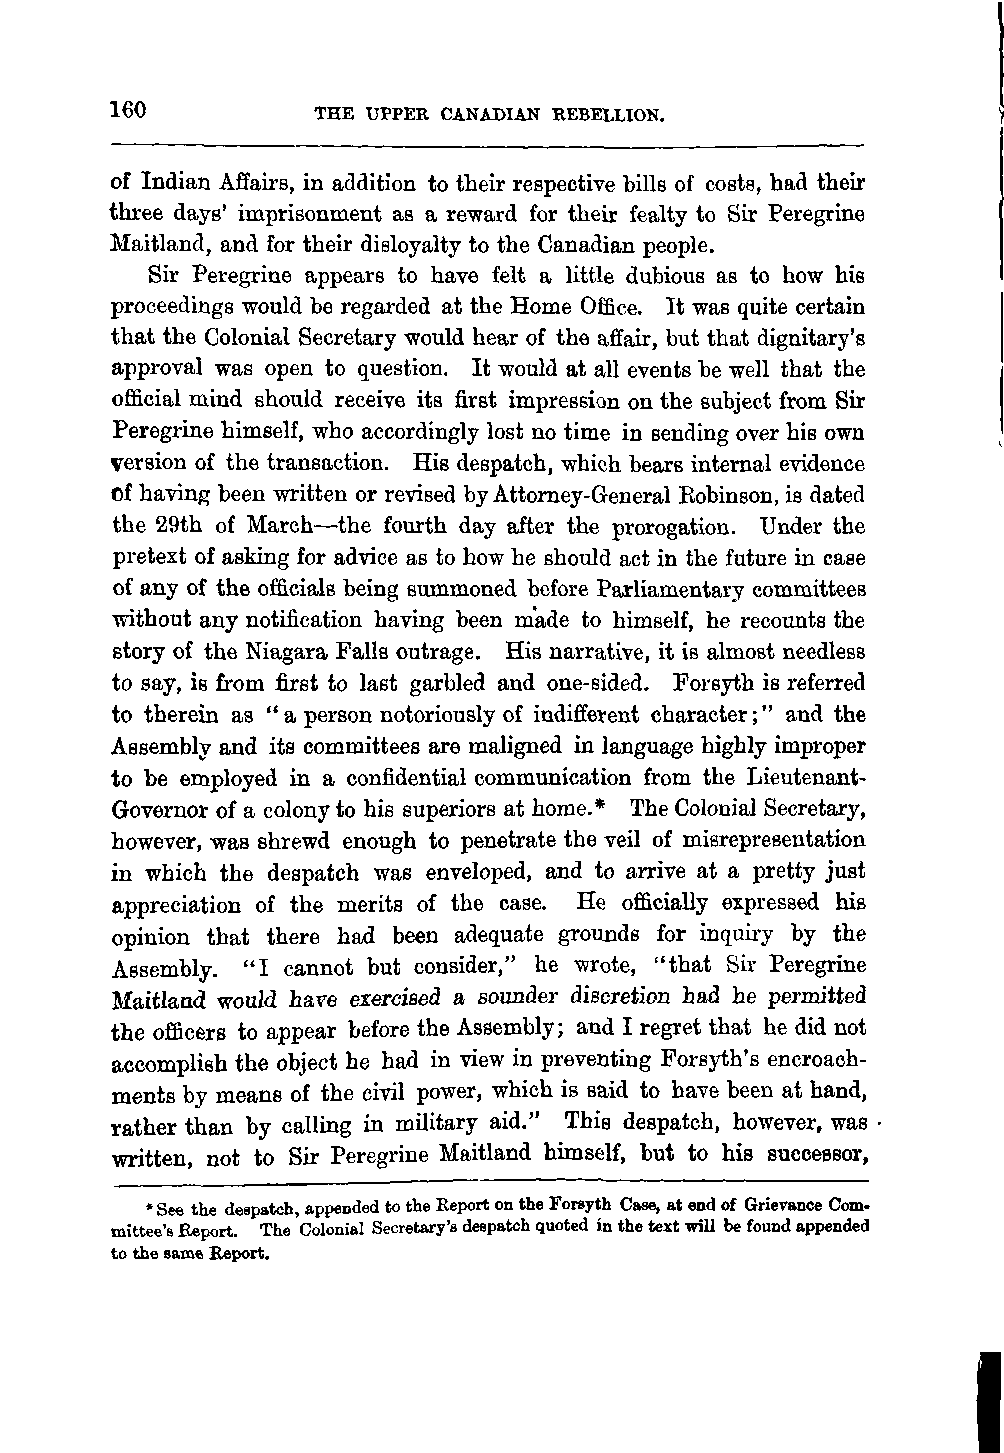 160 THE UPPER CANADIAN REBELLION.
of Indian Affairs, in addition to their respective bills of costs, had their
three days' imprisonment as a reward for their fealty to Sir Peregrine
Maitland, and for their disloyalty to the Canadian people.
Sir Peregrine appears to have felt a little dubious as to how his
proceedings would be regarded at the Home Office. It was quite certain
that the Colonial Secretary would hear of the affair, but that dignitary's
approval was open to question. It would at all events be well that the
official mind should receive its first impression on the subject from Sir
Peregrine himself, who accordingly lost no time in sending over his own
version of the transaction. His despatch, which bears internal evidence
of having been written or revised by Attorney-General Robinson, is dated
the 29th of March—the fourth day after the prorogation. Under the
pretext of asking for advice as to how he should act in the future in case
of any of the officials being summoned before Parliamentary committees
without any notification having been made to himself, he recounts the
story of the Niagara Falls outrage. His narrative, it is almost needless
to say, is from first to last garbled and one-sided. Forsyth is referred
to therein as "a person notoriously of indifferent character;" and the
Assembly and its committees are maligned in language highly improper
to be employed in a confidential communication from the Lieutenant-
Governor of a colony to his superiors at home.* The Colonial Secretary,
however, was shrewd enough to penetrate the veil of misrepresentation
in which the despatch was enveloped, and to arrive at a pretty just
appreciation of the merits of the case. He officially expressed his
opinion that there had been adequate grounds for inquiry by the
Assembly. "I cannot but consider," he wrote, "that Sir Peregrine
Maitland would have exercised a sounder discretion had he permitted
the officers to appear before the Assembly; and I regret that he did not
accomplish the object he had in view in preventing Forsyth's encroach-
ments by means of the civil power, which is said to have been at hand,
rather than by calling in military aid." This despatch, however, was
written, not to Sir Peregrine Maitland himself, but to his successor,
*See the despatch, appended to the Report on the Forsyth Case, at end of Grievance Com-
mittee's Report. The Colonial Secretary's despatch quoted in the text will be found appended
to the same Report.